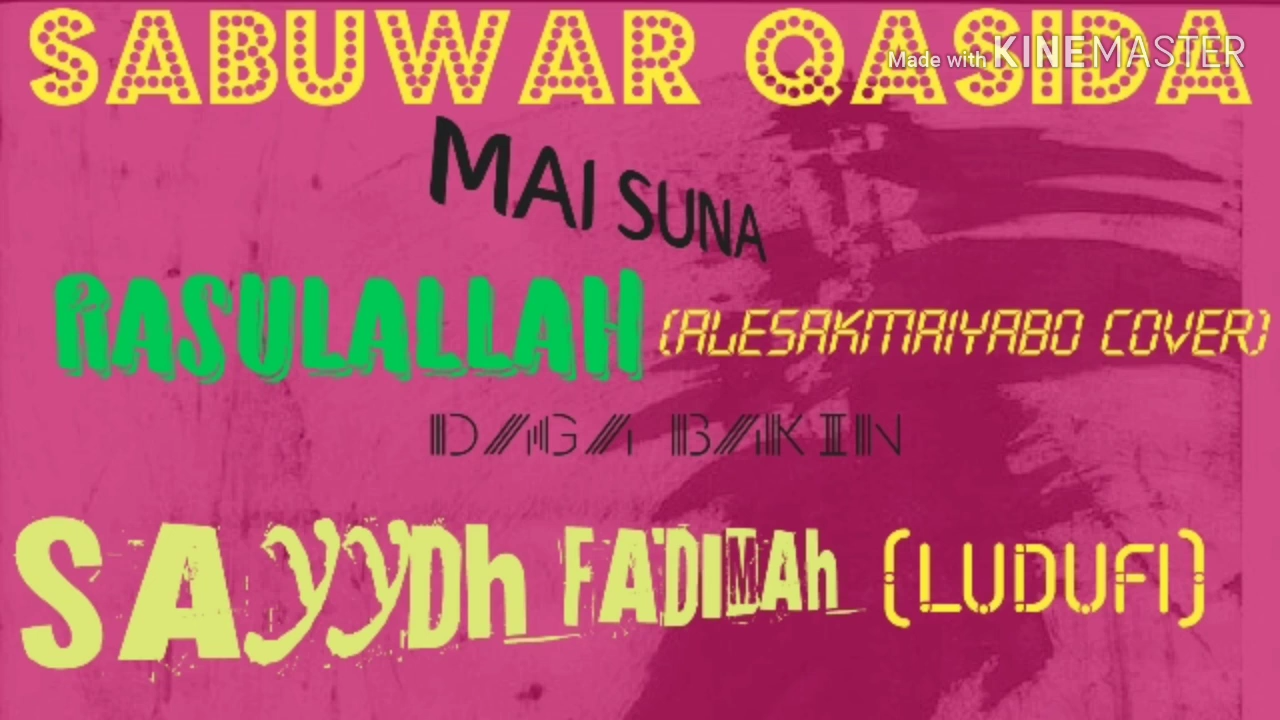 SABUWAR QASIDA
Made with KINEMASTER
MAI SUNA
RASULALLAH (ALESAKMAIYABO COVER)
DAGA BAKIN
SAYYDh FADIMAh (LUDUFI)